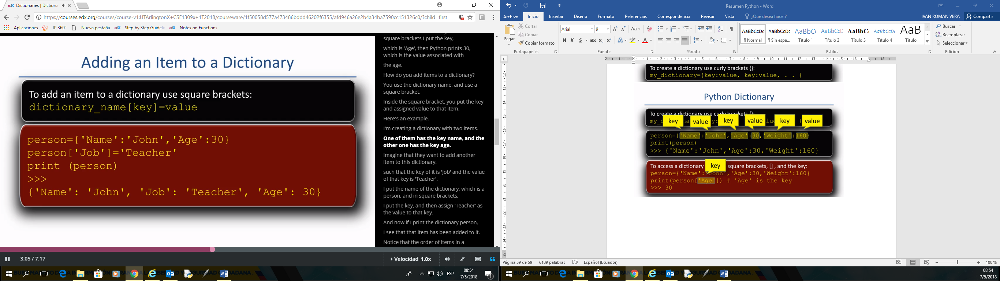 Dictionaries | Dictiona
https://courses.edx.org/courses/course-v1:UTArlingtonX+CSE1309x+1T2018/courseware/1f50058d577a473486bddd46202f6355/afd946a26e2b4a34ba7590cc151326c0/?child=first
Aplicaciones IP 360° Nueva pestaña Step by Step Guideli Notes on Functions
Adding an Item to a Dictionary
To add an item to a dictionary use square brackets:
dictionary_name[key]=value
person={'Name':'John','Age':30}
person['Job']='Teacher'
print (person)
>>>
{'Name': 'John', 'Job': 'Teacher', 'Age': 30}
square brackets I put the key,
which is 'Age', then Python prints 30,
which is the value associated with
the age.
How do you add items to a dictionary?
You use the dictionary name, and use a
square bracket.
Inside the square bracket, you put the key
and assigned value to that item.
Here's an example.
I'm creating a dictionary with two items.
One of them has the key name, and the
other one has the key age.
Imagine that they want to add another
item to this dictionary,
such that the key of it is 'Job' and the value
of that key is 'Teacher'.
I put the name of the dictionary, which is a
person, and in square brackets,
I put the key, and then assign 'Teacher' as
the value to that key.
And now if I print the dictionary person,
I see that that item has been added to it.
Notice that the order of items in a
3:05 / 7:17
Velocidad 1.0x
ESP
08:54
7/5/2018
Resumen Python - Word
Archivo Inicio Insertar Diseño Formato Referencias Correspondencia Revisar Vista ¿Qué desea hacer? IVAN ROMAN VERA Compartir
Pegar
Cortar
Copiar
Copiar formato
Portapapeles
Arial 9
N K S abc x₂ x²
Fuente
Párrafo
AaBbCcDc AaBbCcDc AaBbC AaBbCcE AaBbC AaBbCcDc AaB
¶ Normal ¶ Sin espa... Título 1 Título 2 Título 3 Título 4 Título
Estilos
Buscar
Reemplazar
Seleccionar
Edición
To create a dictionary use curly brackets {}:
my_dictionary={key:value, key:value, . . }
Python Dictionary
To create a dictionary use curly brackets {}:
key value key value key value
person={'Name':'John','Age':30,'Weight':160}
print(person)
>>> {'Name':'John','Age':30,'Weight':160}
To access a dictionary key square brackets, [] , and the key:
person={'Name':'John','Age':30,'Weight':160}
print(person['Age']) # 'Age' is the key
>>> 30
Página 59 de 59 6189 palabras Español (Ecuador) 100 %
08:54
7/5/2018